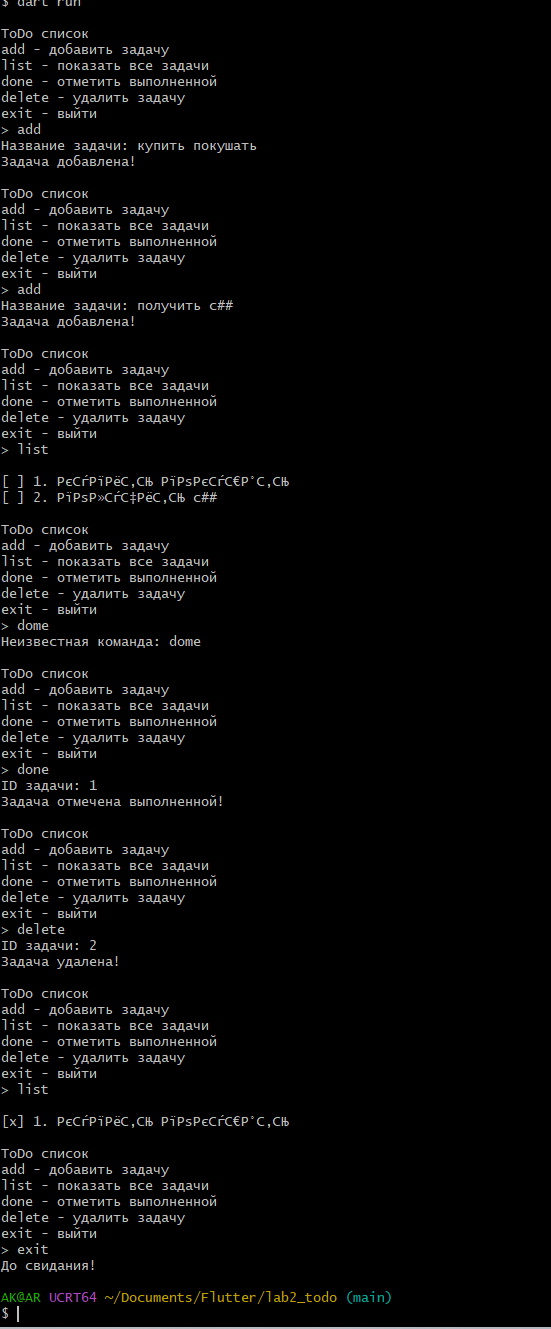 $ dart run
ToDo список
add - добавить задачу
list - показать все задачи
done - отметить выполненной
delete - удалить задачу
exit - выйти
> add
Название задачи: купить покушать
Задача добавлена!
ToDo список
add - добавить задачу
list - показать все задачи
done - отметить выполненной
delete - удалить задачу
exit - выйти
> add
Название задачи: получить с##
Задача добавлена!
ToDo список
add - добавить задачу
list - показать все задачи
done - отметить выполненной
delete - удалить задачу
exit - выйти
> list
[ ] 1. РєСѓРїРёС‚СЊ РїРѕРєСѓС€Р°С‚СЊ
[ ] 2. РїРѕР»СѓС‡РёС‚СЊ с##
ToDo список
add - добавить задачу
list - показать все задачи
done - отметить выполненной
delete - удалить задачу
exit - выйти
> dome
Неизвестная команда: dome
ToDo список
add - добавить задачу
list - показать все задачи
done - отметить выполненной
delete - удалить задачу
exit - выйти
> done
ID задачи: 1
Задача отмечена выполненной!
ToDo список
add - добавить задачу
list - показать все задачи
done - отметить выполненной
delete - удалить задачу
exit - выйти
> delete
ID задачи: 2
Задача удалена!
ToDo список
add - добавить задачу
list - показать все задачи
done - отметить выполненной
delete - удалить задачу
exit - выйти
> list
[x] 1. РєСѓРїРёС‚СЊ РїРѕРєСѓС€Р°С‚СЊ
ToDo список
add - добавить задачу
list - показать все задачи
done - отметить выполненной
delete - удалить задачу
exit - выйти
> exit
До свидания!
AK@AR UCRT64 ~/Documents/Flutter/lab2_todo (main)
$